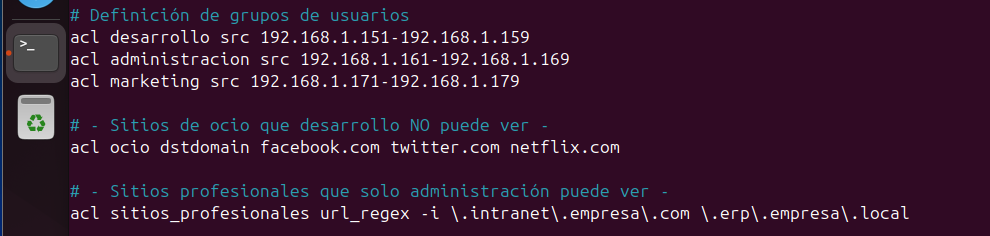 # Definición de grupos de usuarios
acl desarrollo src 192.168.1.151-192.168.1.159
acl administracion src 192.168.1.161-192.168.1.169
acl marketing src 192.168.1.171-192.168.1.179
# - Sitios de ocio que desarrollo NO puede ver -
acl ocio dstdomain facebook.com twitter.com netflix.com
# - Sitios profesionales que solo administración puede ver -
acl sitios_profesionales url_regex -i \.intranet\.empresa\.com \.erp\.empresa\.local